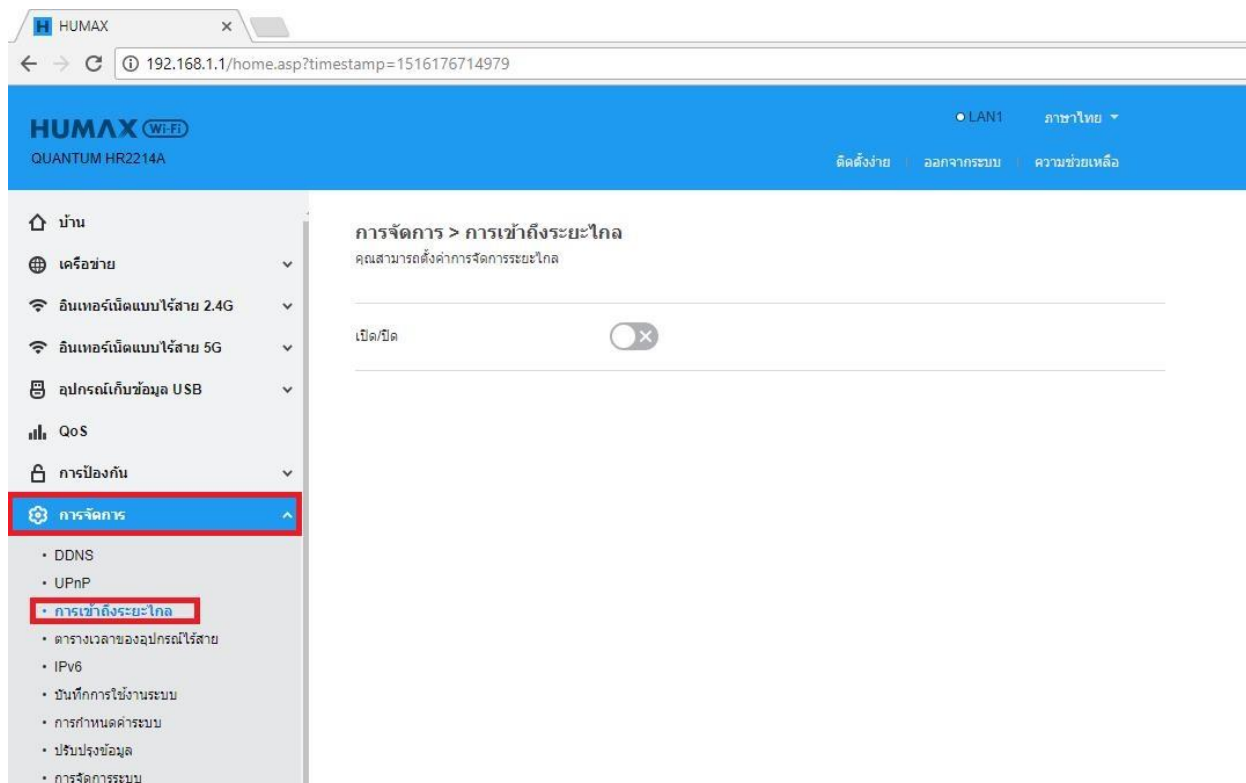 HUMAX
192.168.1.1/home.asp?timestamp=1516176714979
HUMAX Wi-Fi
QUANTUM HR2214A
LAN1 ภาษาไทย
ติดตั้งง่าย ออกจากระบบ ความช่วยเหลือ
บ้าน
เครือข่าย
อินเทอร์เน็ตแบบไร้สาย 2.4G
อินเทอร์เน็ตแบบไร้สาย 5G
อุปกรณ์เก็บข้อมูล USB
QoS
การป้องกัน
การจัดการ
• DDNS
• UPnP
• การเข้าถึงระยะไกล
• ตารางเวลาของอุปกรณ์ไร้สาย
• IPv6
• บันทึกการใช้งานระบบ
• การกำหนดค่าระบบ
• ปรับปรุงข้อมูล
• การจัดการระบบ
การจัดการ > การเข้าถึงระยะไกล
คุณสามารถตั้งค่าการจัดการระยะไกล
เปิด/ปิด